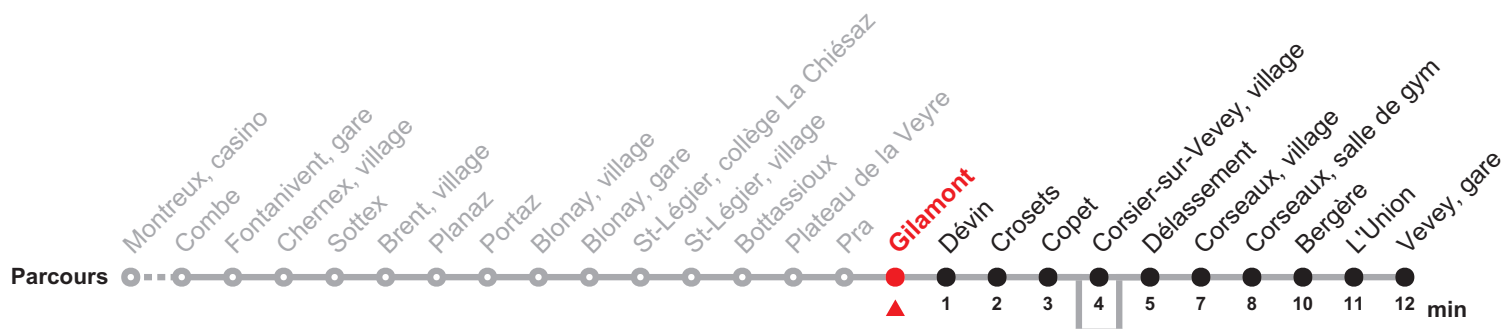 Montreux, casino
Combe
Fontanivent, gare
Chernex, village
Sottex
Brent, village
Planaz
Portaz
Blonay, village
Blonay, gare
St-Légier, collège La Chiésaz
St-Légier, village
Bottassioux
Plateau de la Veyre
Pra
Gilamont
Dévin
Crosets
Copet
Corsier-sur-Vevey, village
Délassement
Corseaux, village
Corseaux, salle de gym
Bergère
L'Union
Vevey, gare
Parcours
1 2 3 4 5 7 8 10 11 12 min